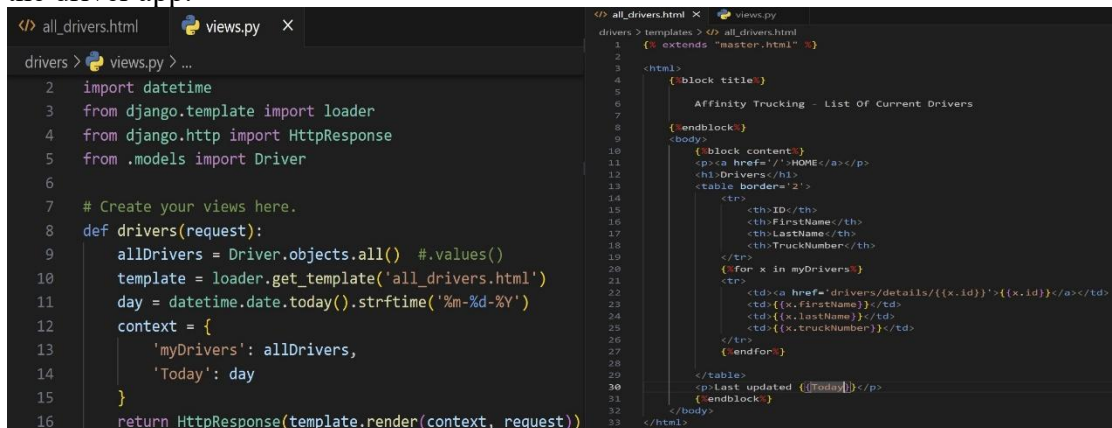 all_drivers.html views.py X
drivers > views.py > ...
2 import datetime
3 from django.template import loader
4 from django.http import HttpResponse
5 from .models import Driver
6
7 # Create your views here.
8 def drivers(request):
9 allDrivers = Driver.objects.all() #.values()
10 template = loader.get_template('all_drivers.html')
11 day = datetime.date.today().strftime('%m-%d-%Y')
12 context = {
13 'myDrivers': allDrivers,
14 'Today': day
15 }
16 return HttpResponse(template.render(context, request))
all_drivers.html X views.py
drivers > templates > all_drivers.html
1 {% extends "master.html" %}
2
3 <html>
4 {%block title%}
5
6 Affinity Trucking - List Of Current Drivers
7
8 {%endblock%}
9 <body>
10 {%block content%}
11 <p><a href='/'>HOME</a></p>
12 <h1>Drivers</h1>
13 <table border='2'>
14 <tr>
15 <th>ID</th>
16 <th>FirstName</th>
17 <th>LastName</th>
18 <th>TruckNumber</th>
19 </tr>
20 {%for x in myDrivers%}
21 <tr>
22 <td><a href='drivers/details/{{x.id}}'>{{x.id}}</a></td>
23 <td>{{x.firstName}}</td>
24 <td>{{x.lastName}}</td>
25 <td>{{x.truckNumber}}</td>
26 </tr>
27 {%endfor%}
28
29 </table>
30 <p>Last updated {{Today}}</p>
31 {%endblock%}
32 </body>
33 </html>